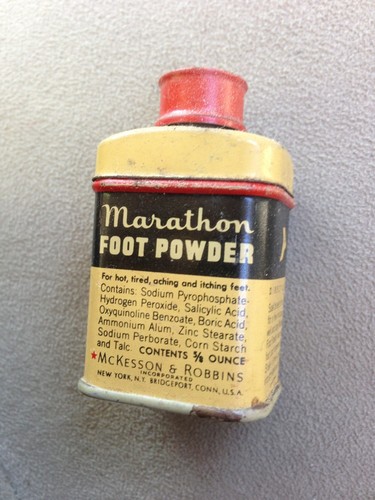 Marathon
FOOT POWDER
For hot, tired, aching and itching feet.
Contains: Sodium Pyrophosphate-
Hydrogen Peroxide, Salicylic Acid,
Oxyquinoline Benzoate, Boric Acid,
Ammonium Alum, Zinc Stearate,
Sodium Perborate, Corn Starch
and Talc. CONTENTS ⅝ OUNCE
★McKESSON & ROBBINS
INCORPORATED
NEW YORK, N.Y. BRIDGEPORT, CONN., U.S.A.